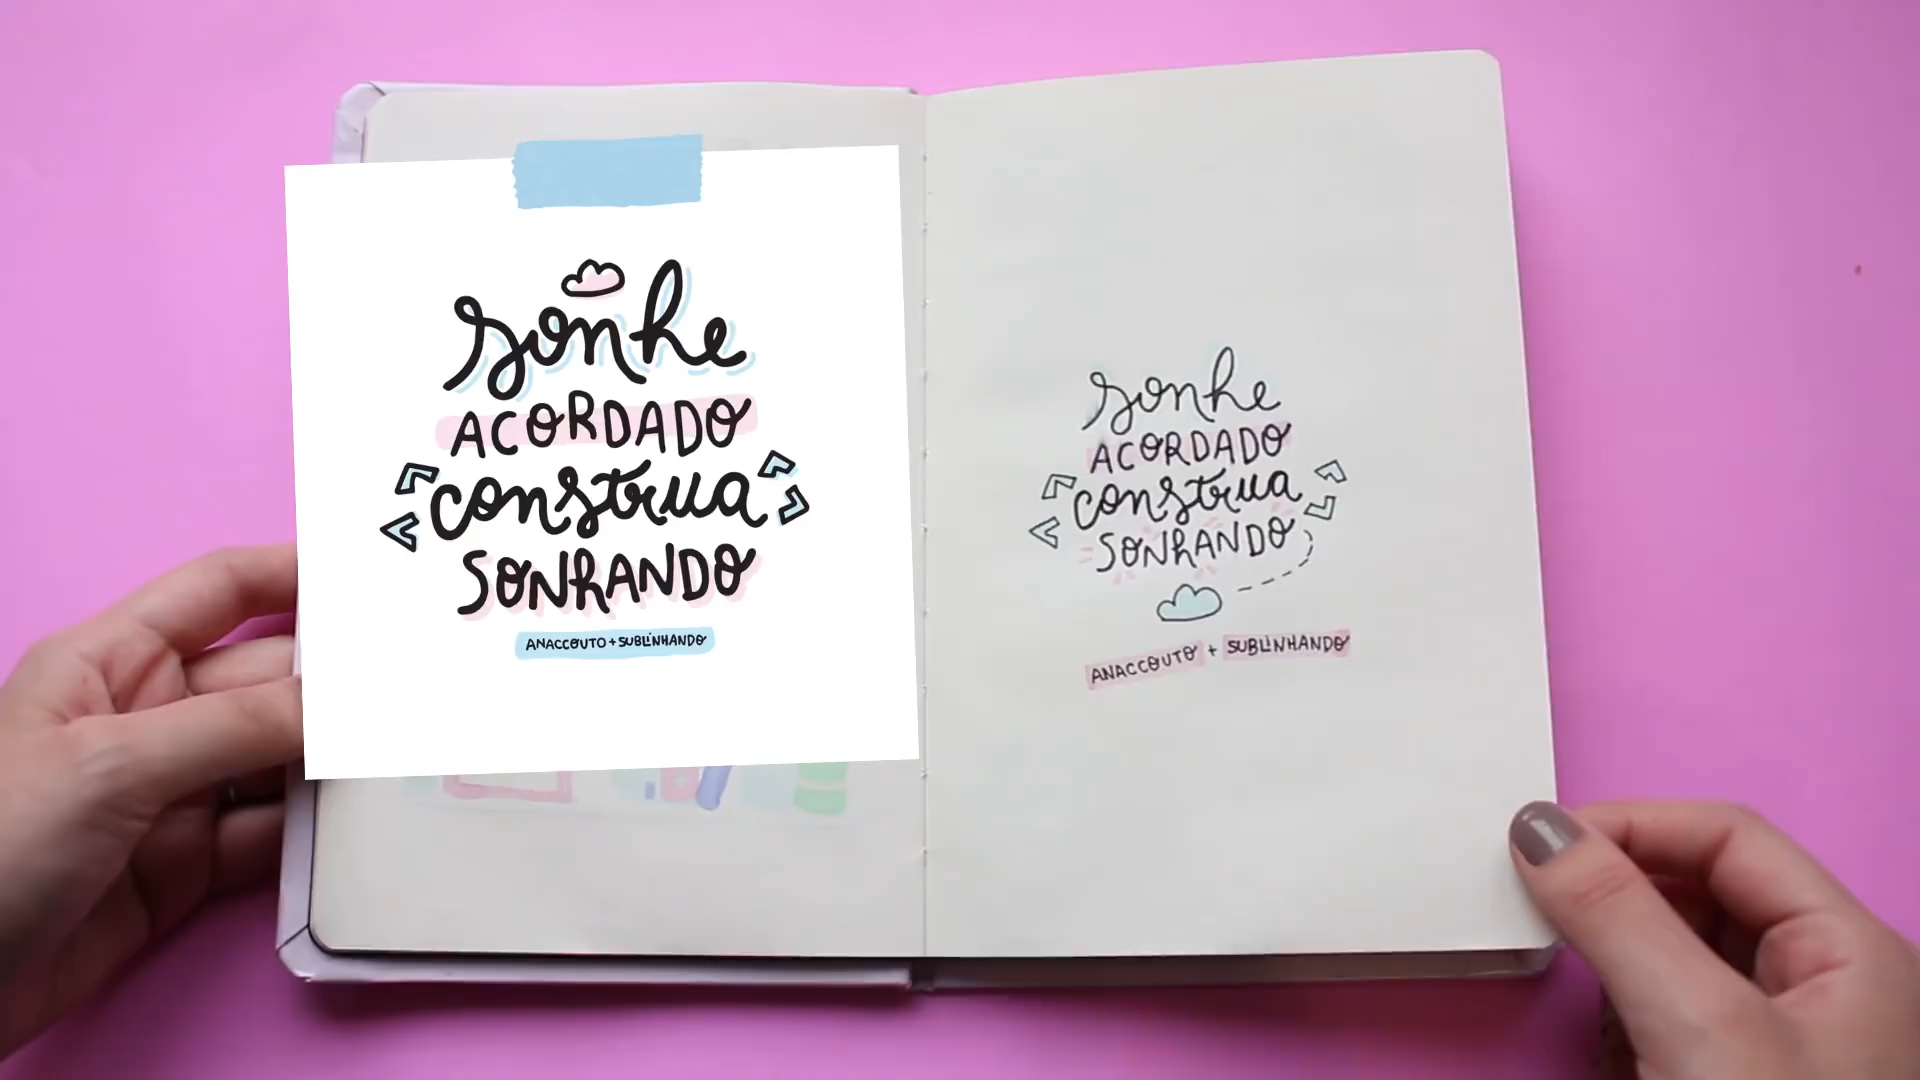 sonhe
ACORDADO
construa
SONHANDO
ANACCOUTO + SUBLINHANDO
sonhe
ACORDADO
construa
SONHANDO
ANACCOUTO + SUBLINHANDO